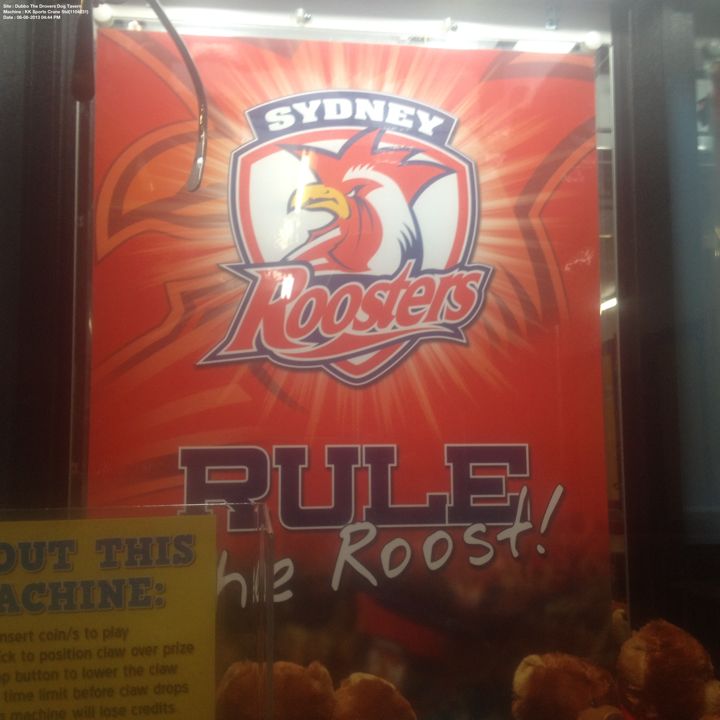 Site : Dubbo The Drovers Dog Tavern
Machine : KK Sports Crane Std(1104831)
Date : 06-08-2013 04:44 PM
SYDNEY
Roosters
RULE
he Roost!
OUT THIS
ACHINE:
nsert coin/s to play
ck to position claw over prize
p button to lower the claw
time limit before claw drops
machine will lose credits